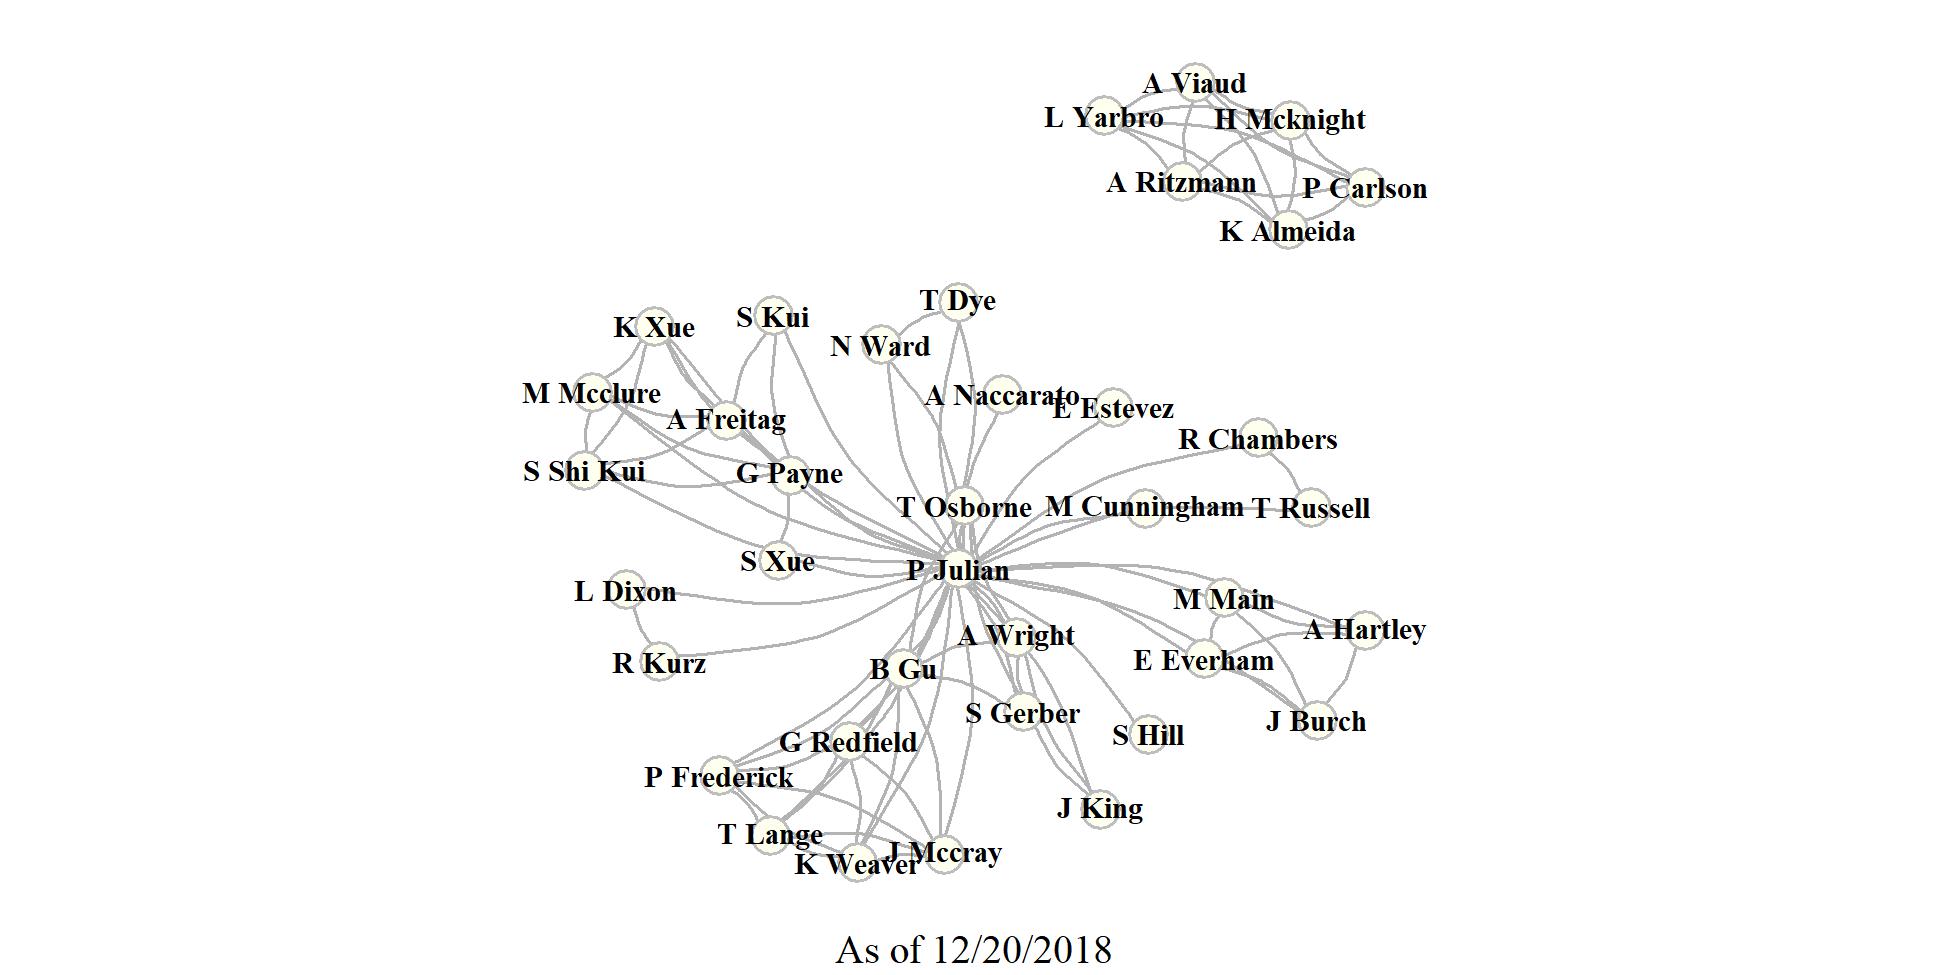 A Viaud
L Yarbro
H Mcknight
A Ritzmann
P Carlson
K Almeida
T Dye
S Kui
K Xue
N Ward
M Mcclure
A Naccarato
E Estevez
A Freitag
R Chambers
S Shi Kui
G Payne
T Osborne
M Cunningham
T Russell
S Xue
P Julian
L Dixon
M Main
A Hartley
A Wright
R Kurz
B Gu
E Everham
S Gerber
J Burch
G Redfield
S Hill
P Frederick
J King
T Lange
K Weaver
J Mccray
As of 12/20/2018